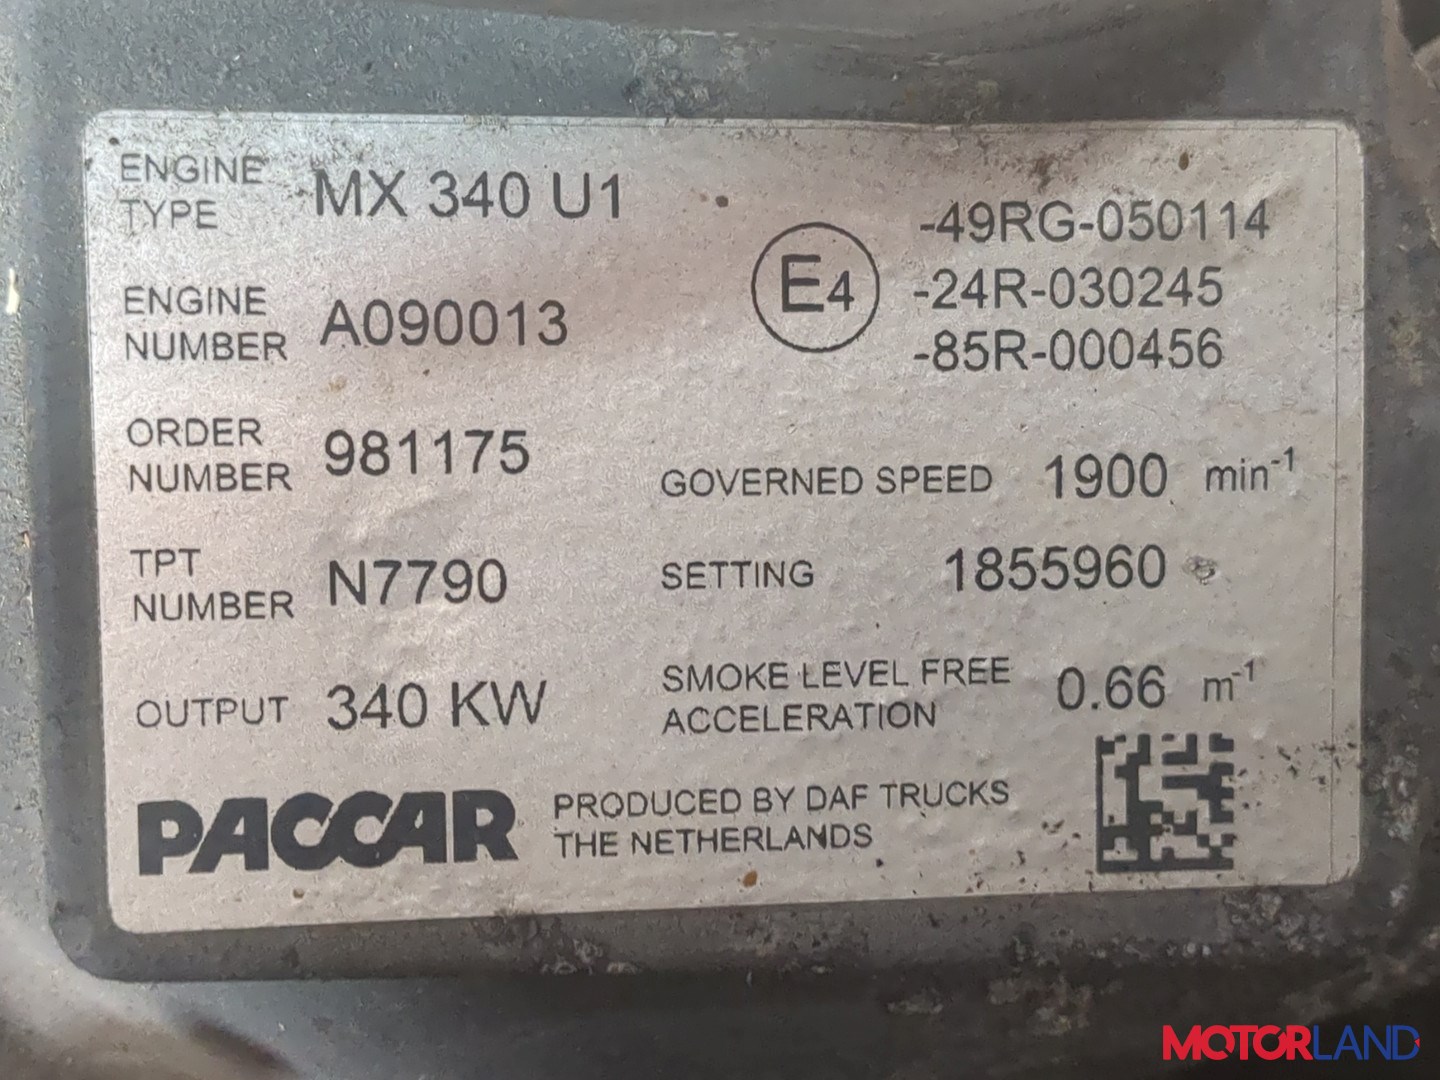 ENGINE TYPE MX 340 U1
ENGINE NUMBER A090013
ORDER NUMBER 981175
TPT NUMBER N7790
OUTPUT 340 KW
E4
-49RG-050114
-24R-030245
-85R-000456
GOVERNED SPEED 1900 min⁻¹
SETTING 1855960
SMOKE LEVEL FREE ACCELERATION 0.66 m⁻¹
PACCAR
PRODUCED BY DAF TRUCKS
THE NETHERLANDS
MOTORLAND